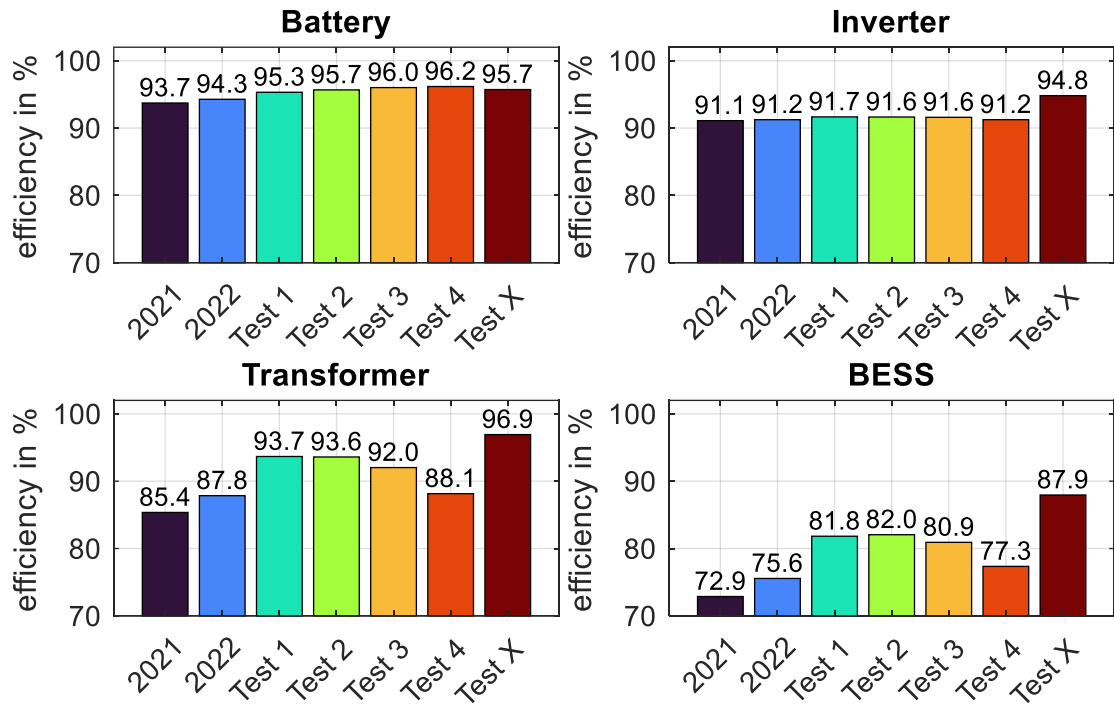 Battery
efficiency in %
100
90
80
70
93.7 94.3 95.3 95.7 96.0 96.2 95.7
2021 2022 Test 1 Test 2 Test 3 Test 4 Test X
Inverter
efficiency in %
100
90
80
70
91.1 91.2 91.7 91.6 91.6 91.2 94.8
2021 2022 Test 1 Test 2 Test 3 Test 4 Test X
Transformer
efficiency in %
100
90
80
70
85.4 87.8 93.7 93.6 92.0 88.1 96.9
2021 2022 Test 1 Test 2 Test 3 Test 4 Test X
BESS
efficiency in %
100
90
80
70
72.9 75.6 81.8 82.0 80.9 77.3 87.9
2021 2022 Test 1 Test 2 Test 3 Test 4 Test X